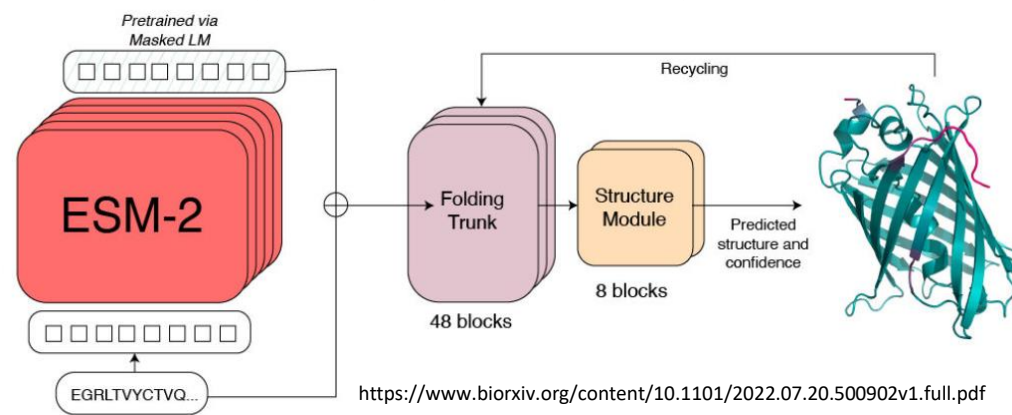 Pretrained via
Masked LM
ESM-2
EGRLTVYCTVQ...
Recycling
Folding
Trunk
48 blocks
Structure
Module
8 blocks
Predicted
structure and
confidence
https://www.biorxiv.org/content/10.1101/2022.07.20.500902v1.full.pdf